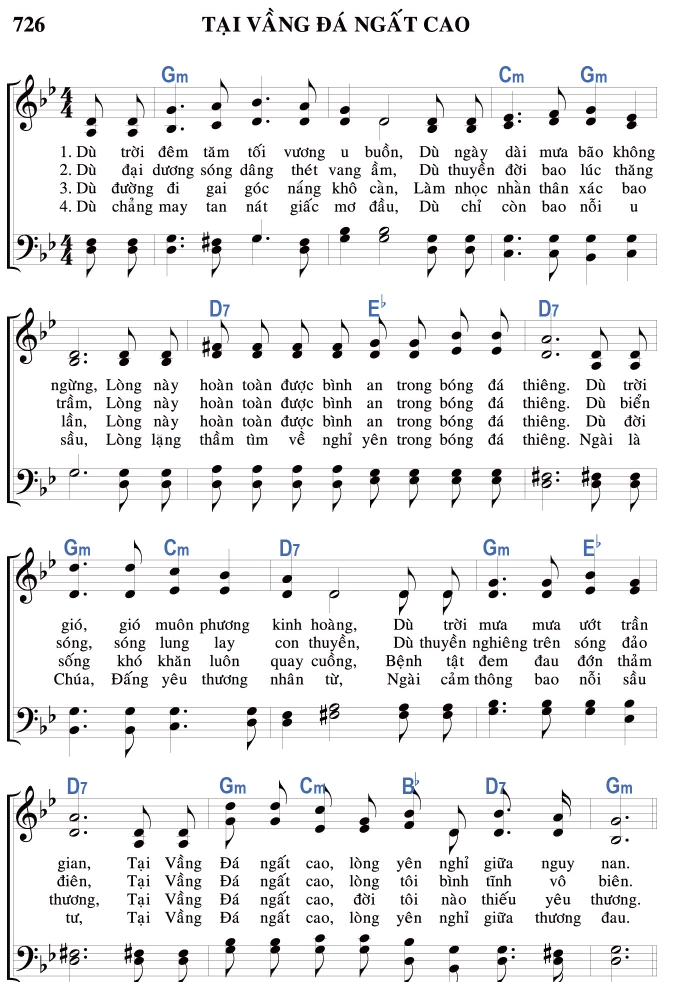 726 TẠI VẦNG ĐÁ NGẤT CAO
Gm Cm Gm
1. Dù trời đêm tăm tối vương u buồn, Dù ngày dài mưa bão không
2. Dù đại dương sóng dâng thét vang ầm, Dù thuyền đời bao lúc thăng
3. Dù đường đi gai góc nắng khô cằn, Làm nhọc nhằn thân xác bao
4. Dù chẳng may tan nát giấc mơ đầu, Dù chỉ còn bao nỗi u
D7 E♭ D7
ngừng, Lòng này hoàn toàn được bình an trong bóng đá thiêng. Dù trời
trầm, Lòng này hoàn toàn được bình an trong bóng đá thiêng. Dù biển
lần, Lòng này hoàn toàn được bình an trong bóng đá thiêng. Dù đời
sầu, Lòng lạng thầm tìm về nghỉ yên trong bóng đá thiêng. Ngài là
Gm Cm D7 Gm E♭
gió, gió muôn phương kinh hoàng, Dù trời mưa mưa ướt trần
sóng, sóng lung lay con thuyền, Dù thuyền nghiêng trên sóng đảo
sống khó khăn luôn quay cuồng, Bệnh tật đem đau đớn thảm
Chúa, Đấng yêu thương nhân từ, Ngài cảm thông bao nỗi sầu
D7 Gm Cm B♭ D7 Gm
gian, Tại Vầng Đá ngất cao, lòng yên nghỉ giữa nguy nan.
điên, Tại Vầng Đá ngất cao, lòng tôi bình tĩnh vô biên.
thương, Tại Vầng Đá ngất cao, đời tôi nào thiếu yêu thương.
tư, Tại Vầng Đá ngất cao, lòng yên nghỉ giữa thương đau.